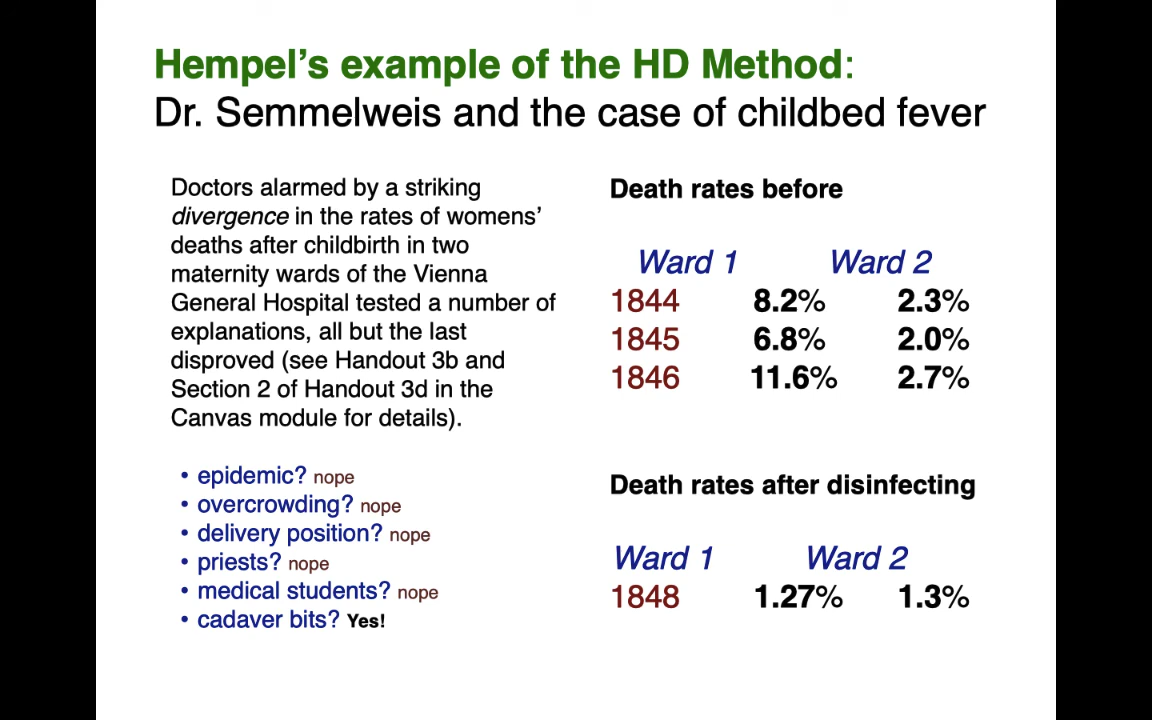 Hempel’s example of the HD Method:
Dr. Semmelweis and the case of childbed fever
Doctors alarmed by a striking
divergence in the rates of womens’
deaths after childbirth in two
maternity wards of the Vienna
General Hospital tested a number of
explanations, all but the last
disproved (see Handout 3b and
Section 2 of Handout 3d in the
Canvas module for details).
• epidemic? nope
• overcrowding? nope
• delivery position? nope
• priests? nope
• medical students? nope
• cadaver bits? Yes!
Death rates before
Ward 1 Ward 2
1844 8.2% 2.3%
1845 6.8% 2.0%
1846 11.6% 2.7%
Death rates after disinfecting
Ward 1 Ward 2
1848 1.27% 1.3%